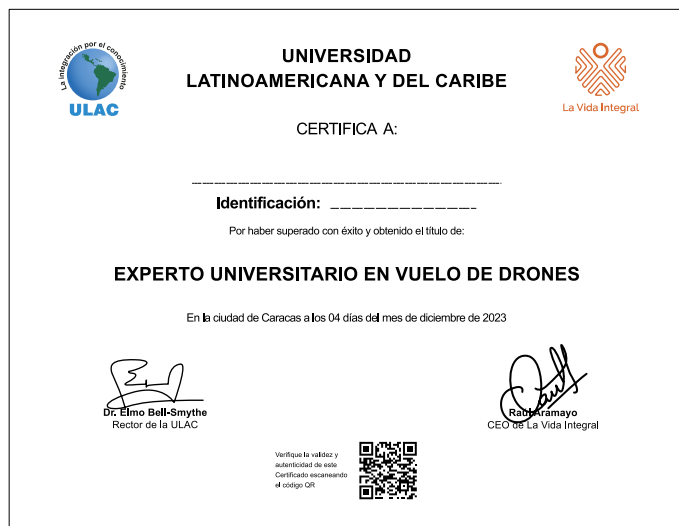 La integración por el conocimiento
ULAC
UNIVERSIDAD
LATINOAMERICANA Y DEL CARIBE
La Vida Integral
CERTIFICA A:
Identificación:
Por haber superado con éxito y obtenido el título de:
EXPERTO UNIVERSITARIO EN VUELO DE DRONES
En la ciudad de Caracas a los 04 días del mes de diciembre de 2023
Dr. Elmo Bell-Smythe
Rector de la ULAC
Raúl Aramayo
CEO de La Vida Integral
Verifique la validez y
autenticidad de este
Certificado escaneando
el código QR